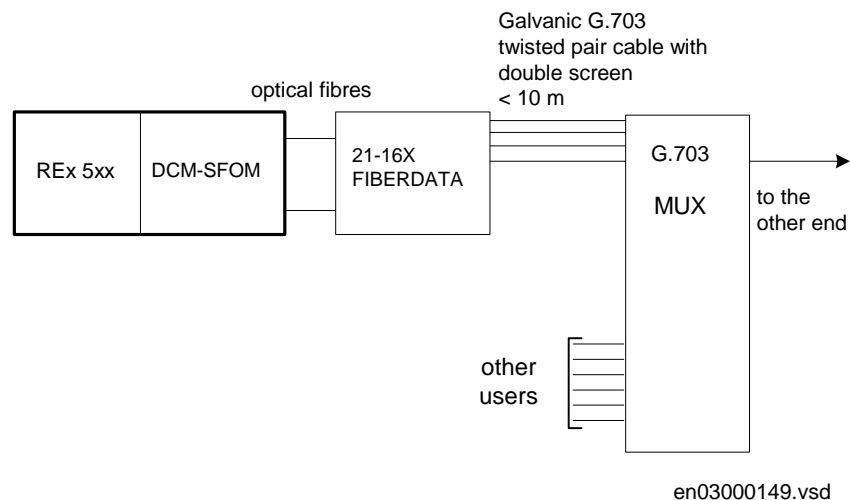 Galvanic G.703
twisted pair cable with
double screen
< 10 m
optical fibres
REx 5xx
DCM-SFOM
21-16X
FIBERDATA
G.703
MUX
to the
other end
other
users
en03000149.vsd